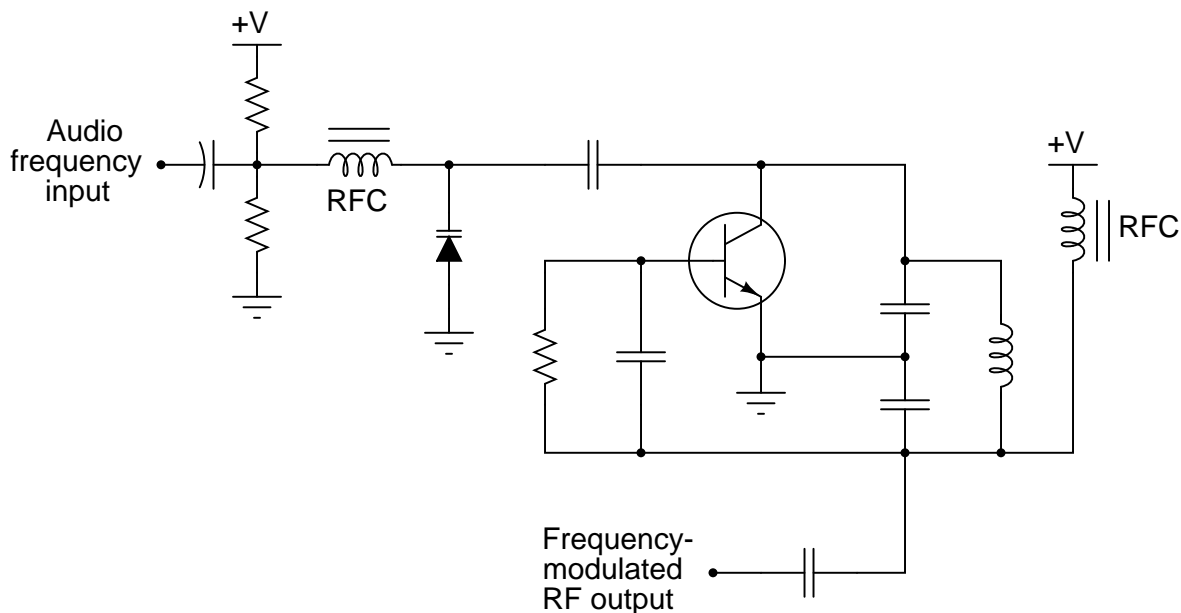 +V
Audio
frequency
input
RFC
+V
RFC
Frequency-
modulated
RF output